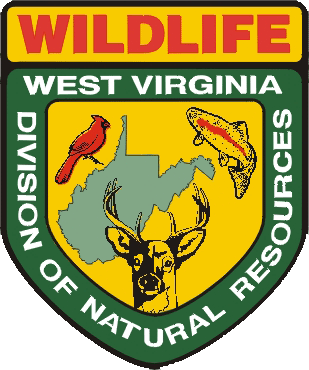 WILDLIFE
WEST VIRGINIA
DIVISION OF NATURAL RESOURCES